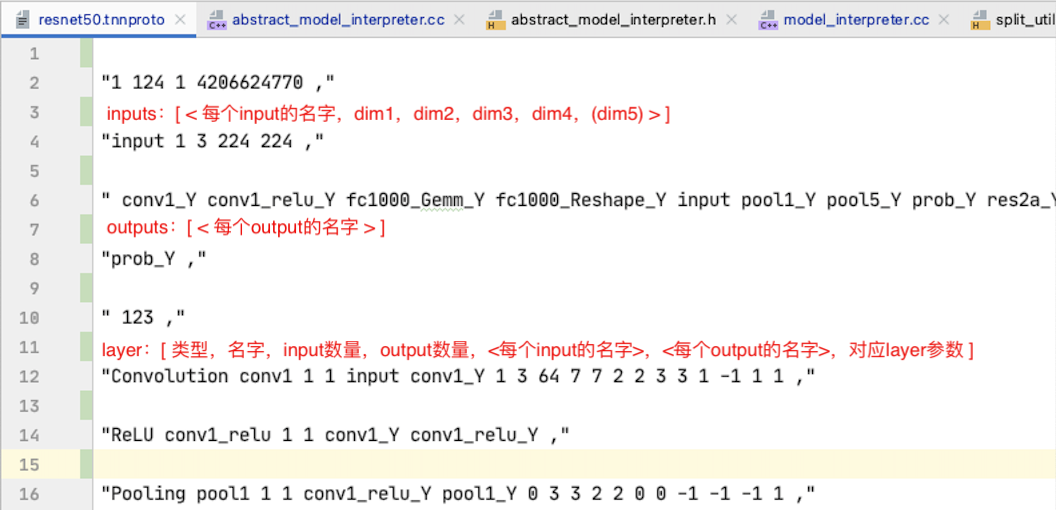 resnet50.tnnproto abstract_model_interpreter.cc abstract_model_interpreter.h model_interpreter.cc split_util
1
2 "1 124 1 4206624770 ,"
3 inputs：[ < 每个input的名字，dim1，dim2，dim3，dim4，(dim5) > ]
4 "input 1 3 224 224 ,"
5
6 " conv1_Y conv1_relu_Y fc1000_Gemm_Y fc1000_Reshape_Y input pool1_Y pool5_Y prob_Y res2a_Y
7 outputs：[ < 每个output的名字 > ]
8 "prob_Y ,"
9
10 " 123 ,"
11 layer：[ 类型，名字，input数量，output数量，<每个input的名字>，<每个output的名字>，对应layer参数 ]
12 "Convolution conv1 1 1 input conv1_Y 1 3 64 7 7 2 2 3 3 1 -1 1 1 ,"
13
14 "ReLU conv1_relu 1 1 conv1_Y conv1_relu_Y ,"
15
16 "Pooling pool1 1 1 conv1_relu_Y pool1_Y 0 3 3 2 2 0 0 -1 -1 -1 1 ,"